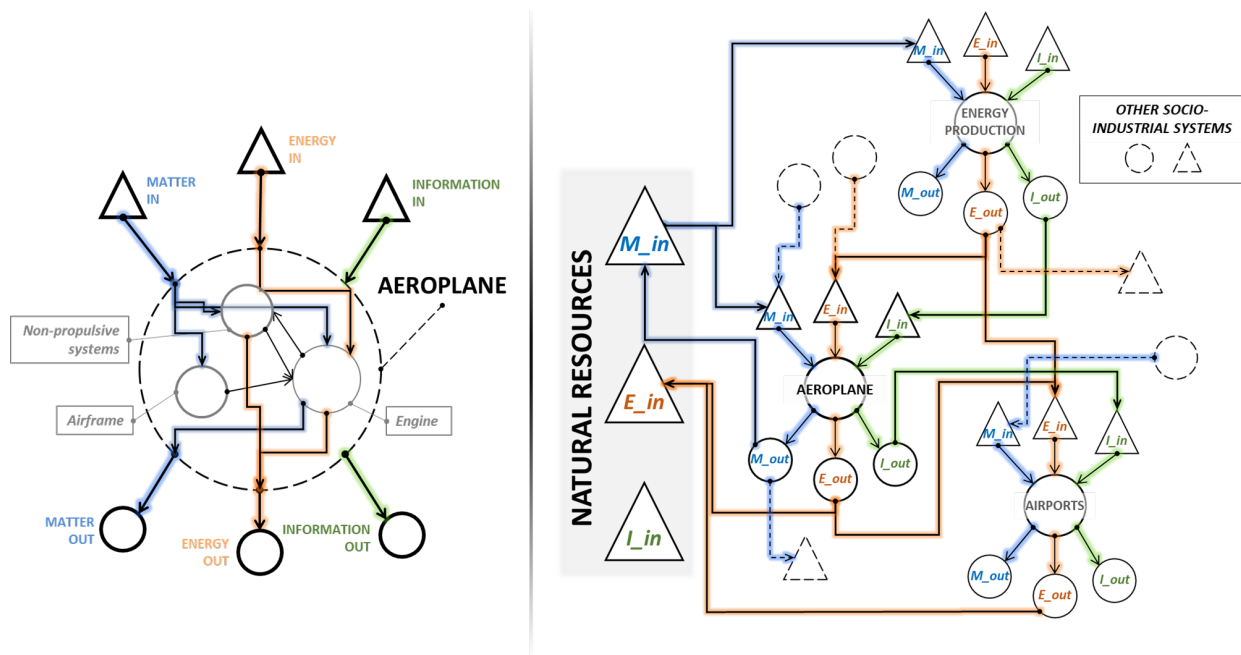 ENERGY
IN
MATTER
IN
INFORMATION
IN
AEROPLANE
Non-propulsive
systems
Airframe
Engine
MATTER
OUT
ENERGY
OUT
INFORMATION
OUT
NATURAL RESOURCES
M_in
E_in
I_in
M_in
E_in
I_in
ENERGY
PRODUCTION
M_out
E_out
I_out
OTHER SOCIO-
INDUSTRIAL SYSTEMS
M_in
E_in
I_in
AEROPLANE
M_out
E_out
I_out
M_in
E_in
I_in
AIRPORTS
M_out
E_out
I_out